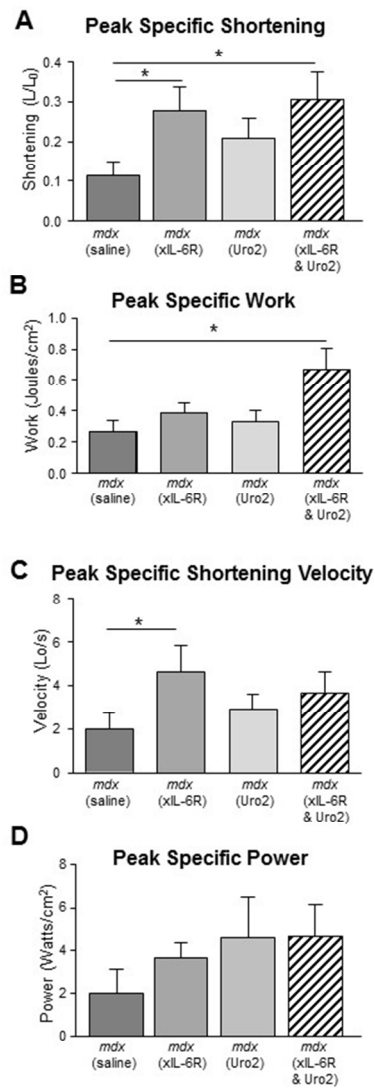 A
Peak Specific Shortening
Shortening (L/L₀)
0.4
0.3
0.2
0.1
0.0
*
*
mdx mdx mdx mdx
(saline) (xIL-6R) (Uro2) (xIL-6R
& Uro2)
B
Peak Specific Work
Work (Joules/cm²)
1.0
0.8
0.6
0.4
0.2
0.0
*
mdx mdx mdx mdx
(saline) (xIL-6R) (Uro2) (xIL-6R
& Uro2)
C
Peak Specific Shortening Velocity
Velocity (Lo/s)
8
6
4
2
0
*
mdx mdx mdx mdx
(saline) (xIL-6R) (Uro2) (xIL-6R
& Uro2)
D
Peak Specific Power
Power (Watts/cm²)
8
6
4
2
0
mdx mdx mdx mdx
(saline) (xIL-6R) (Uro2) (xIL-6R
& Uro2)